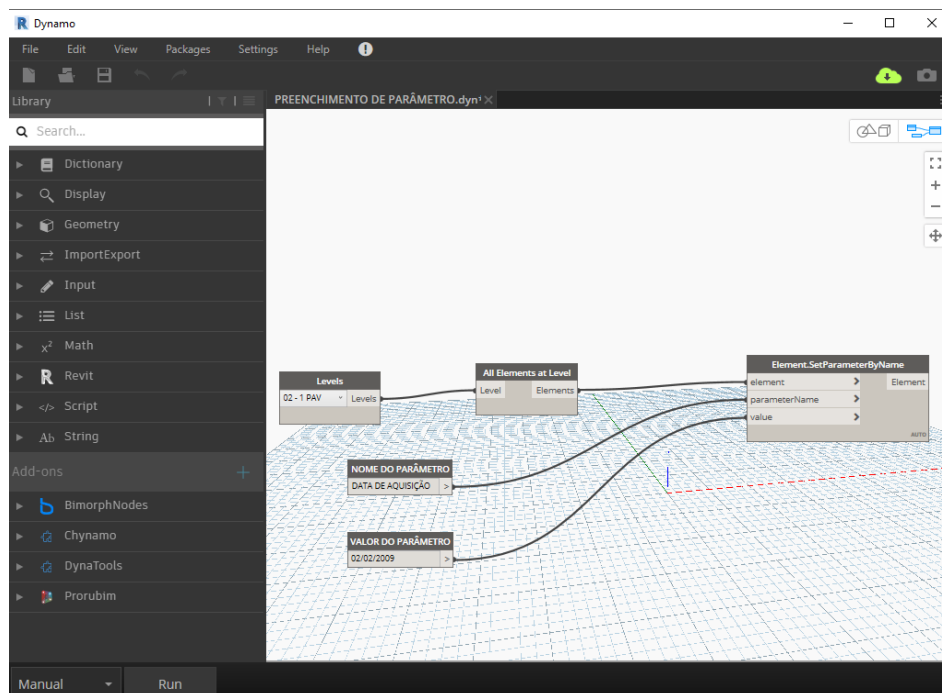 Dynamo
File Edit View Packages Settings Help
Library
PREENCHIMENTO DE PARÂMETRO.dyn*
Search...
Dictionary
Display
Geometry
ImportExport
Input
List
Math
Revit
Script
String
Add-ons
BimorphNodes
Chynamo
DynaTools
Prorubim
Levels
02 - 1 PAV Levels
All Elements at Level
Level Elements
Element.SetParameterByName
element > Element
parameterName >
value >
AUTO
NOME DO PARÂMETRO
DATA DE AQUISIÇÃO >
VALOR DO PARÂMETRO
02/02/2009 >
Manual Run